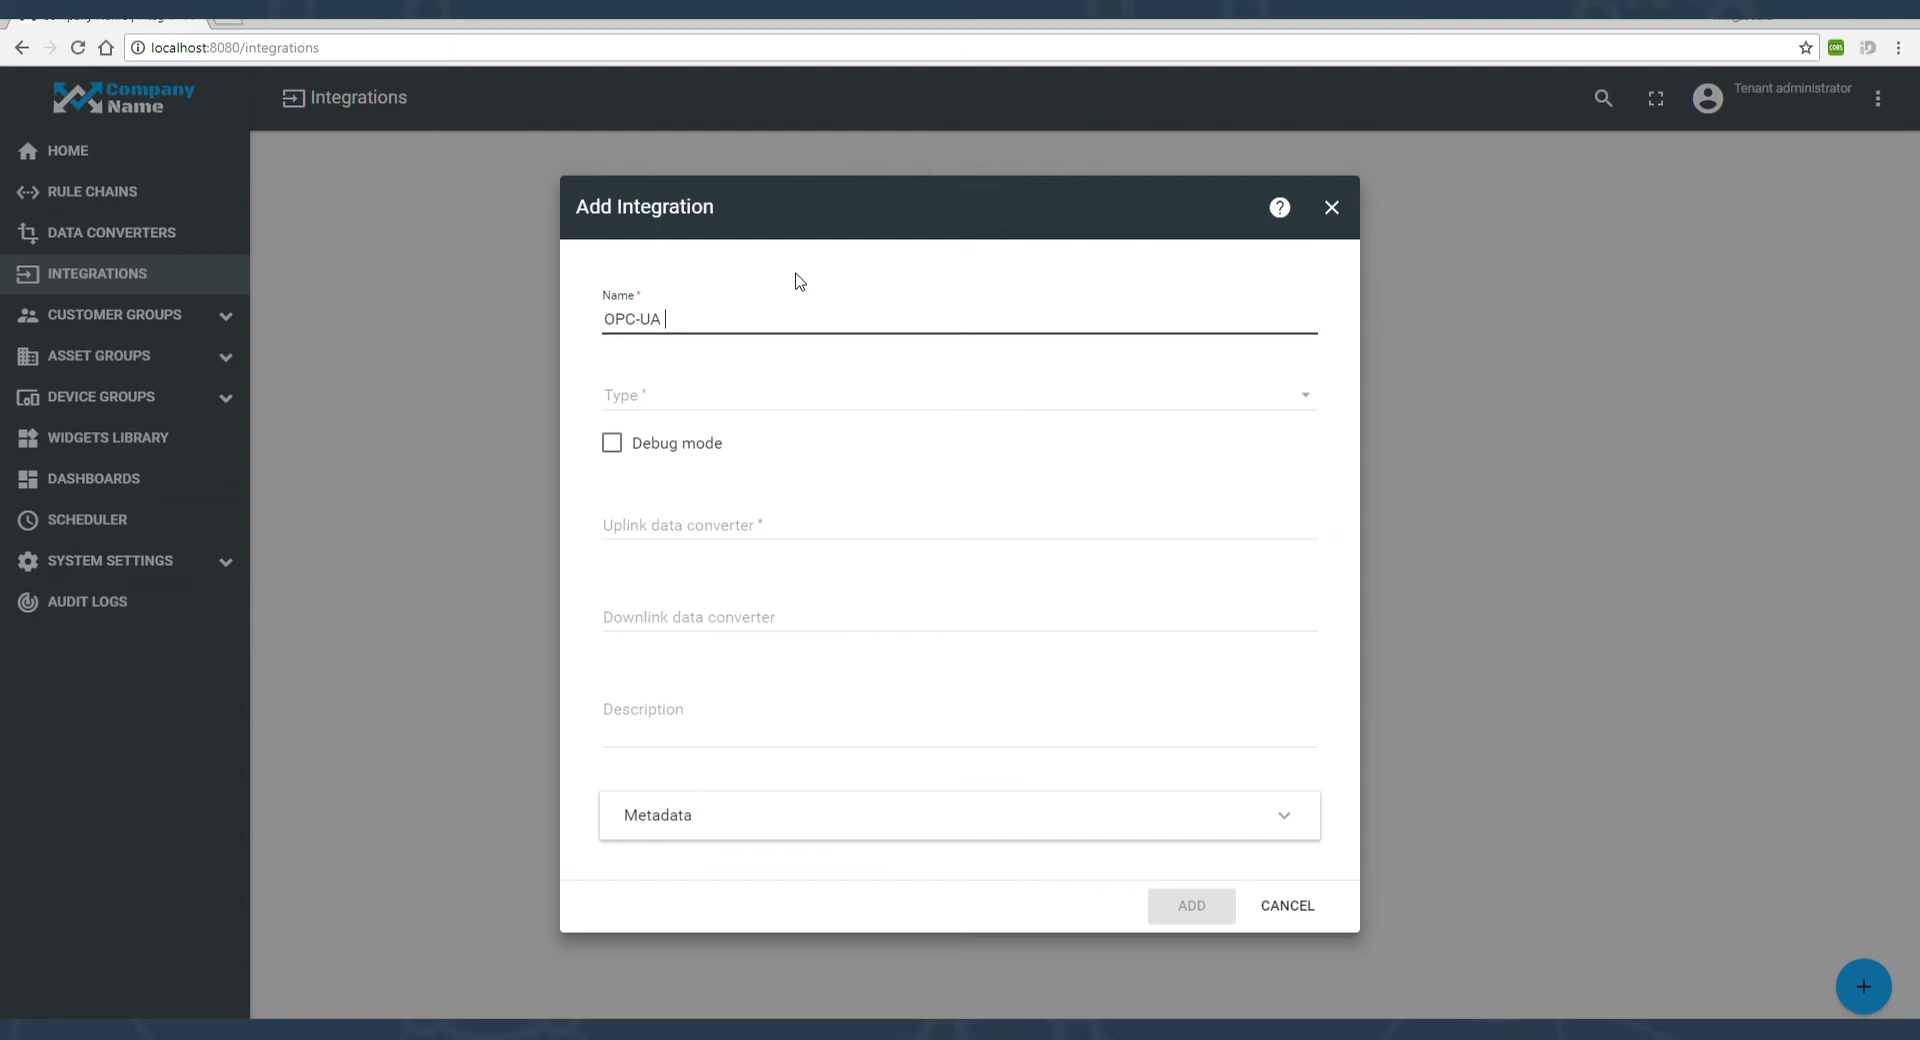 localhost:8080/integrations
CORS
Company
Name
Integrations
Tenant administrator
HOME
RULE CHAINS
DATA CONVERTERS
INTEGRATIONS
CUSTOMER GROUPS
ASSET GROUPS
DEVICE GROUPS
WIDGETS LIBRARY
DASHBOARDS
SCHEDULER
SYSTEM SETTINGS
AUDIT LOGS
Add Integration
Name *
OPC-UA
Type *
Debug mode
Uplink data converter *
Downlink data converter
Description
Metadata
ADD
CANCEL